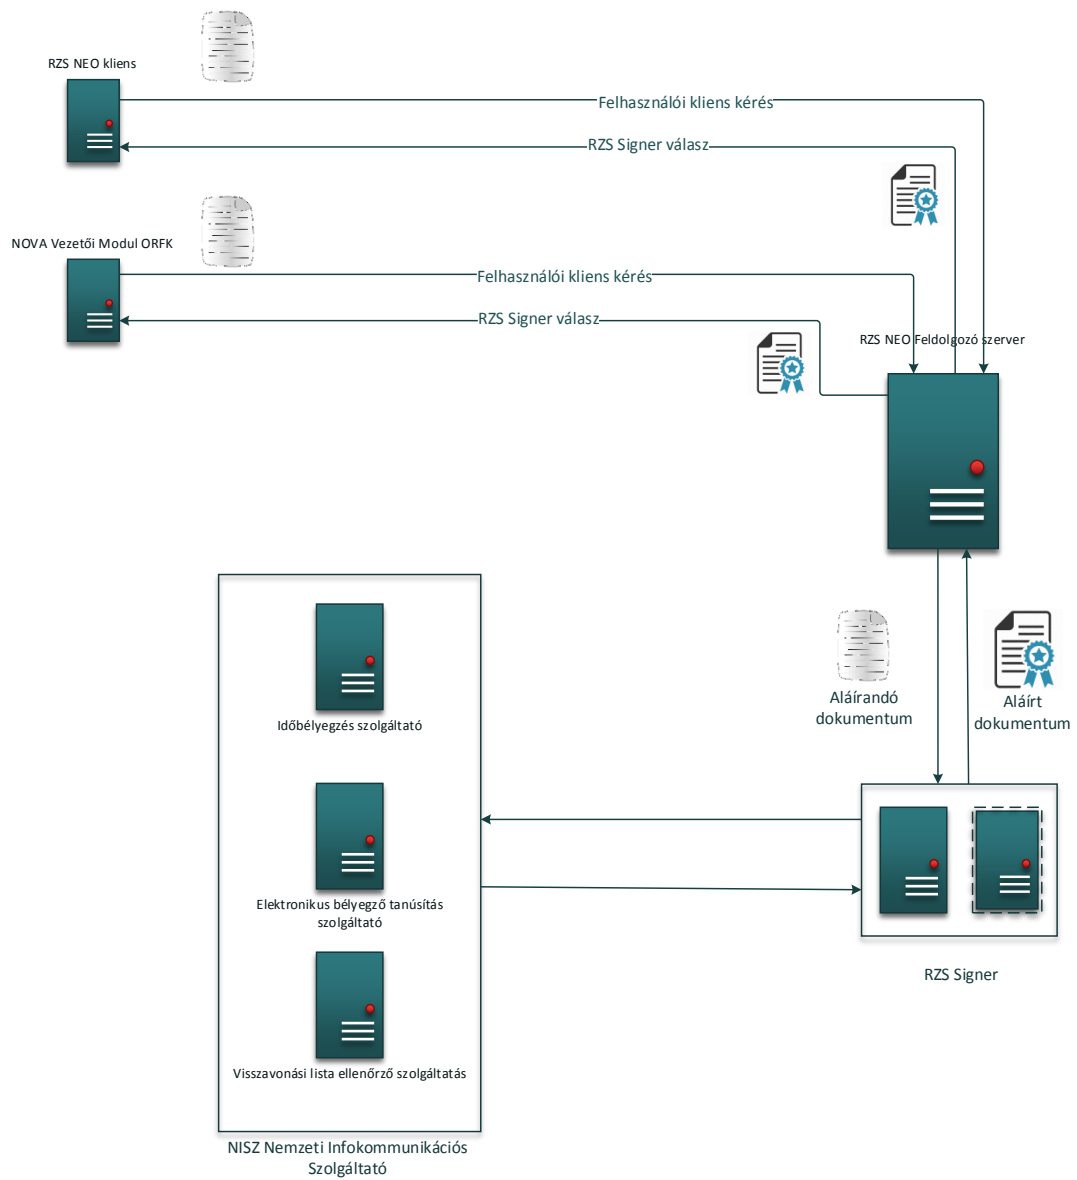 RZS NEO kliens
Felhasználói kliens kérés
RZS Signer válasz
NOVA Vezetői Modul ORFK
Felhasználói kliens kérés
RZS Signer válasz
RZS NEO Feldolgozó szerver
Aláírandó
dokumentum
Aláírt
dokumentum
Időbélyegzés szolgáltató
Elektronikus bélyegző tanúsítás
szolgáltató
RZS Signer
Visszavonási lista ellenőrző szolgáltatás
NISZ Nemzeti Infokommunikációs
Szolgáltató